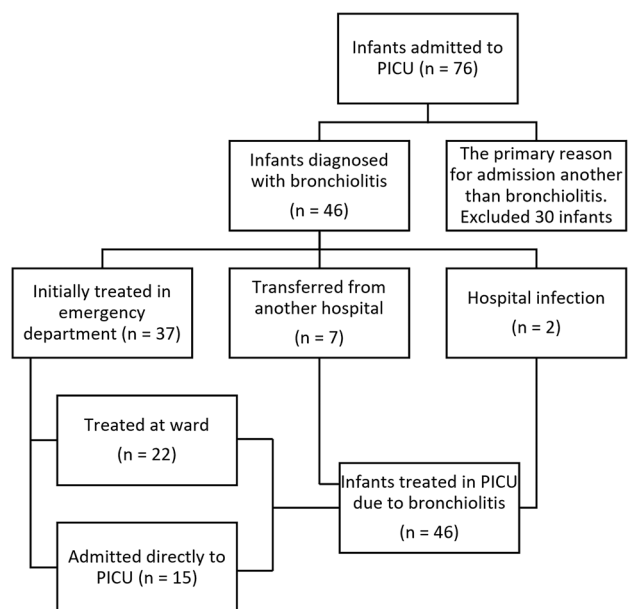 Infants admitted to
PICU (n = 76)
Infants diagnosed
with bronchiolitis
(n = 46)
The primary reason
for admission another
than bronchiolitis.
Excluded 30 infants
Initially treated in
emergency
department (n = 37)
Transferred from
another hospital
(n = 7)
Hospital infection
(n = 2)
Treated at ward
(n = 22)
Infants treated in PICU
due to bronchiolitis
(n = 46)
Admitted directly to
PICU (n = 15)